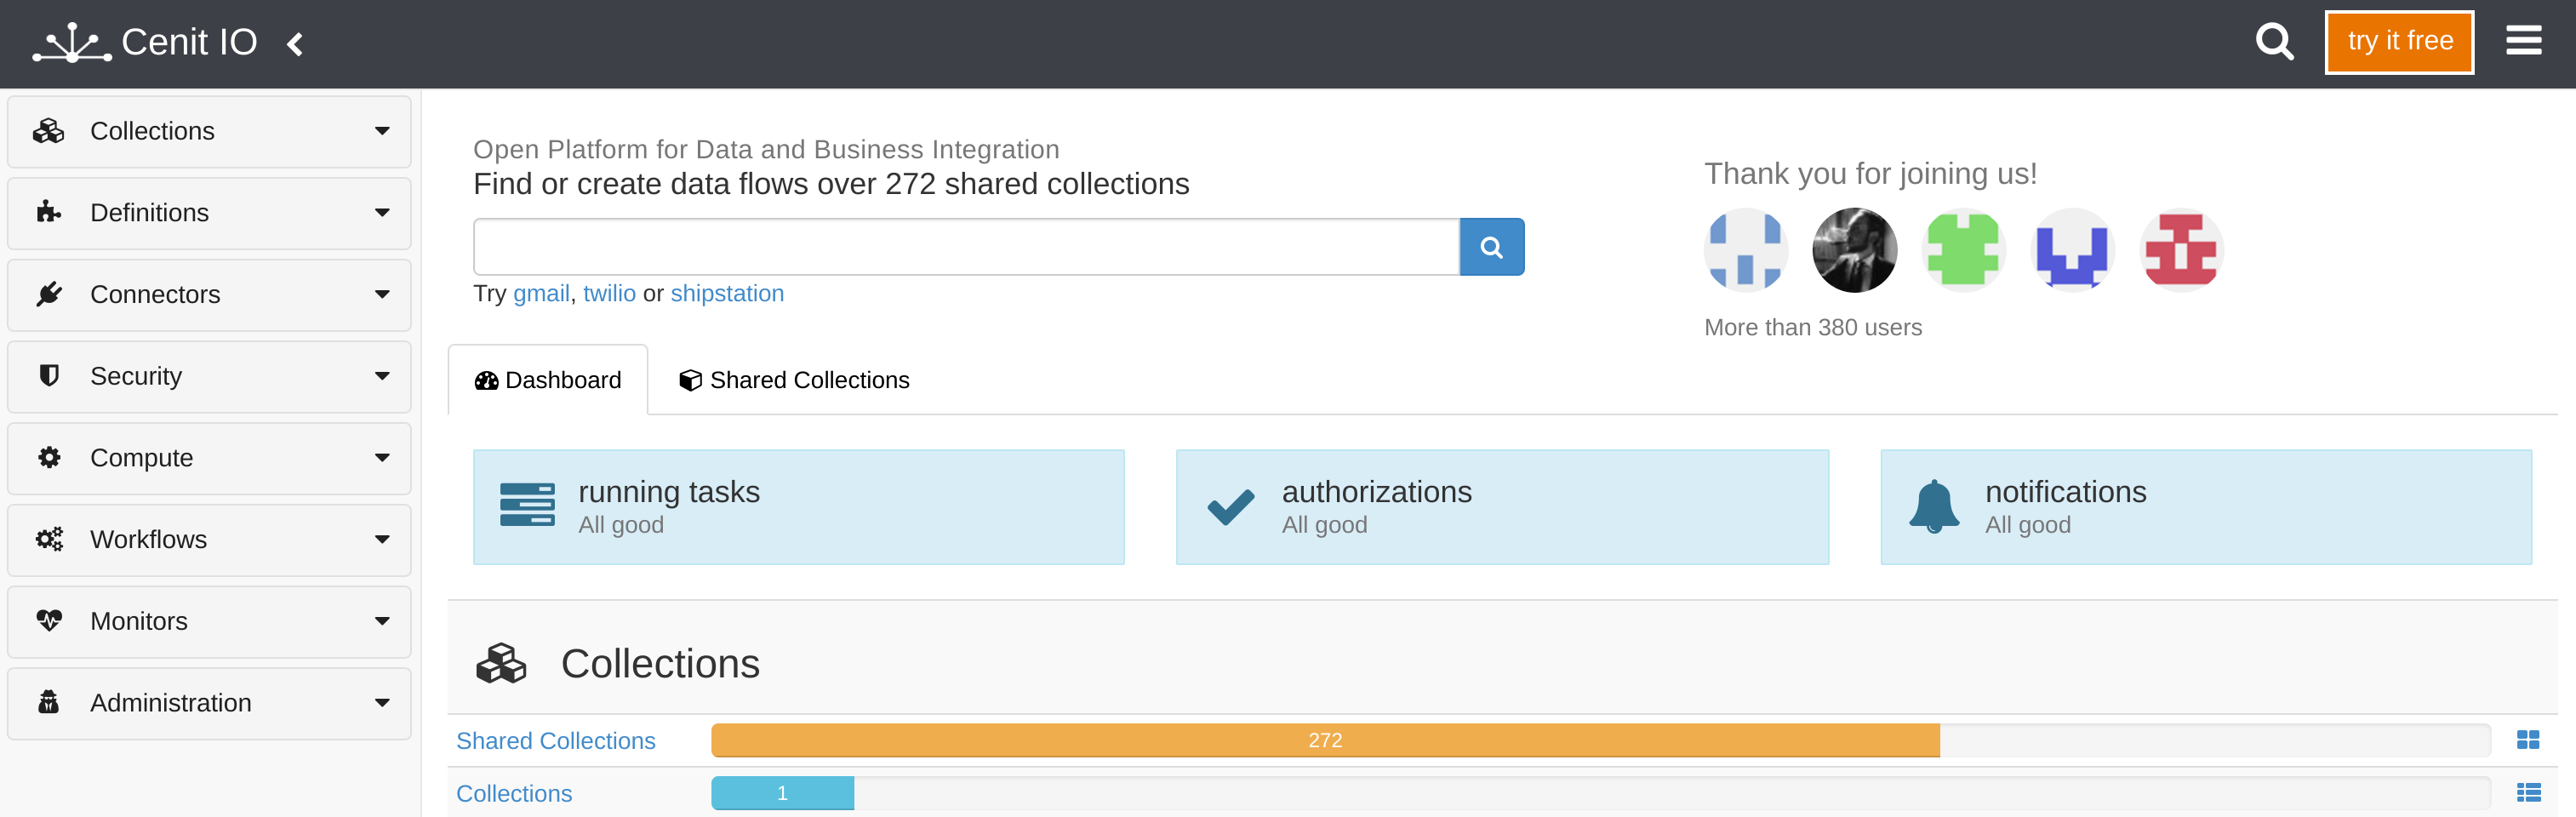 Cenit IO
try it free
Collections
Definitions
Connectors
Security
Compute
Workflows
Monitors
Administration
Open Platform for Data and Business Integration
Find or create data flows over 272 shared collections
Try gmail, twilio or shipstation
Thank you for joining us!
More than 380 users
Dashboard
Shared Collections
running tasks
All good
authorizations
All good
notifications
All good
Collections
Shared Collections
272
Collections
1